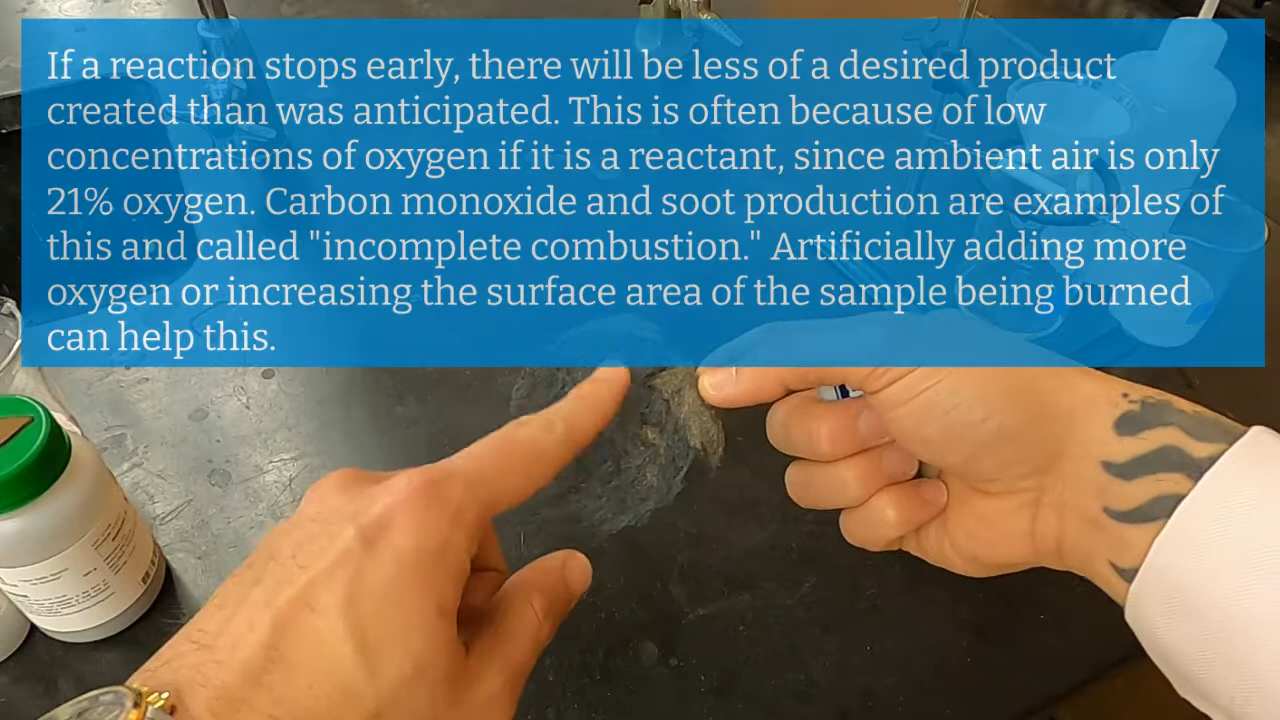 If a reaction stops early, there will be less of a desired product
created than was anticipated. This is often because of low
concentrations of oxygen if it is a reactant, since ambient air is only
21% oxygen. Carbon monoxide and soot production are examples of
this and called "incomplete combustion." Artificially adding more
oxygen or increasing the surface area of the sample being burned
can help this.